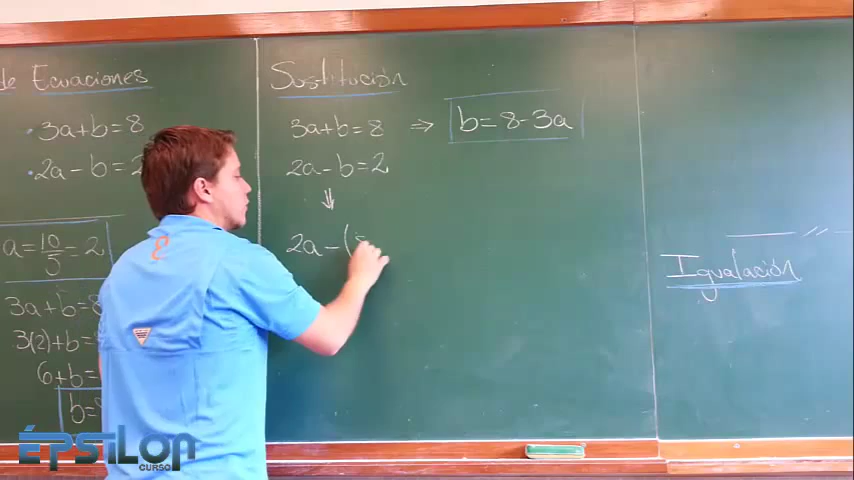 de Ecuaciones
3a+b=8
2a-b=2
a=10/5=2
3a+b=8
3(2)+b=
6+b=
b=
Sustitución
3a+b=8 ⇒ b=8-3a
2a-b=2
⇓
2a-(
Igualación
ÉPSILON
CURSO